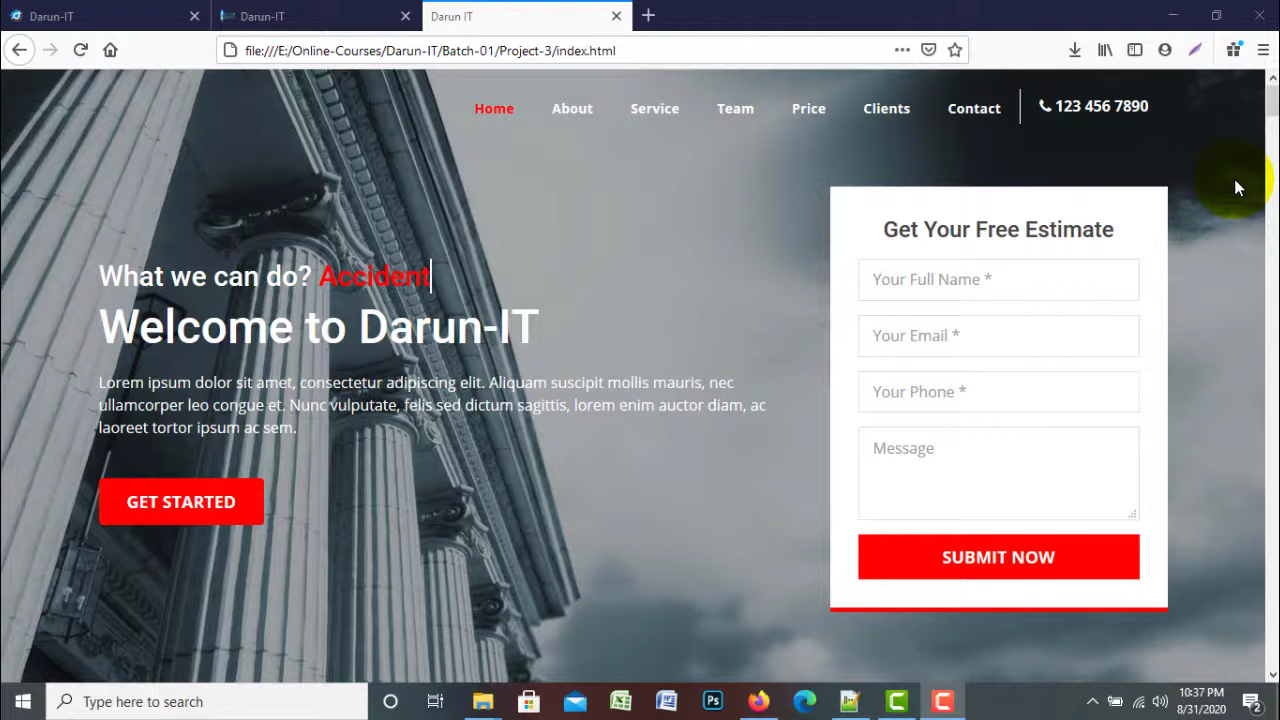 Darun-IT
Darun-IT
Darun IT
file:///E:/Online-Courses/Darun-IT/Batch-01/Project-3/index.html
Home About Service Team Price Clients Contact 123 456 7890
What we can do? Accident
Welcome to Darun-IT
Lorem ipsum dolor sit amet, consectetur adipiscing elit. Aliquam suscipit mollis mauris, nec
ullamcorper leo congue et. Nunc vulputate, felis sed dictum sagittis, lorem enim auctor diam, ac
laoreet tortor ipsum ac sem.
GET STARTED
Get Your Free Estimate
Your Full Name *
Your Email *
Your Phone *
Message
SUBMIT NOW
Type here to search
Ps
10:37 PM
8/31/2020
2